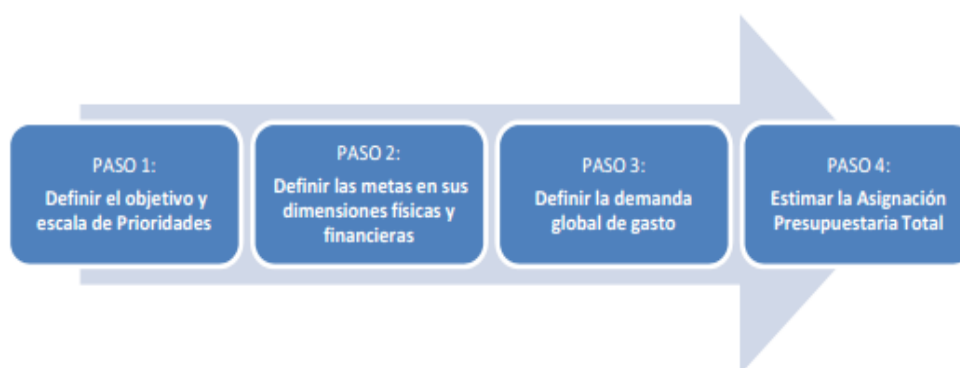 PASO 1:
Definir el objetivo y
escala de Prioridades
PASO 2:
Definir las metas en sus
dimensiones físicas y
financieras
PASO 3:
Definir la demanda
global de gasto
PASO 4:
Estimar la Asignación
Presupuestaria Total